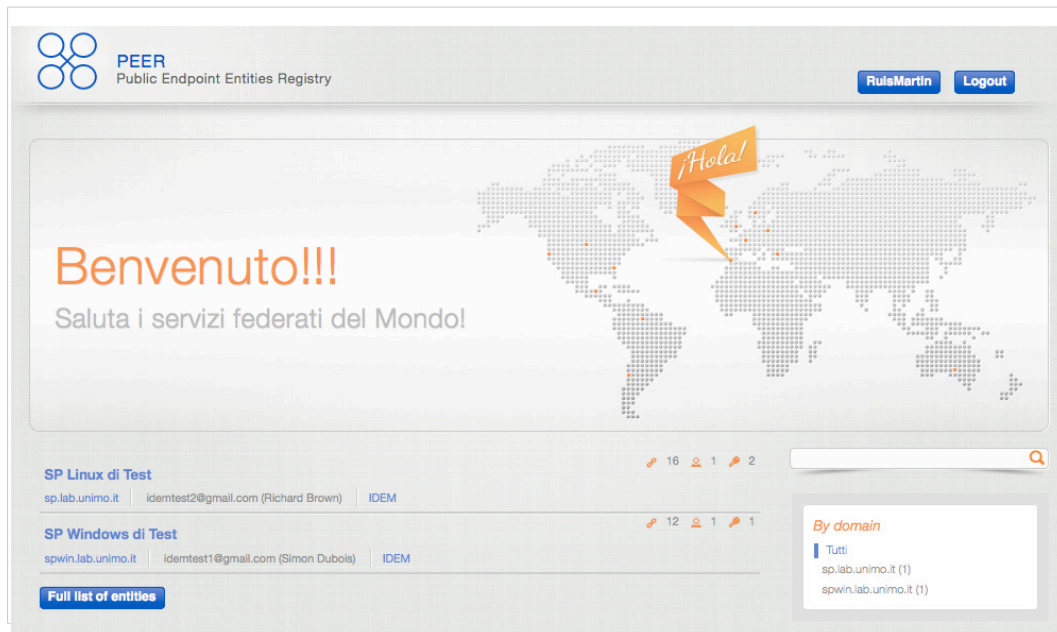 PEER
Public Endpoint Entities Registry
RuisMartin
Logout
¡Hola!
Benvenuto!!!
Saluta i servizi federati del Mondo!
SP Linux di Test
16 1 2
sp.lab.unimo.it idemtest2@gmail.com (Richard Brown) IDEM
SP Windows di Test
12 1 1
spwin.lab.unimo.it idemtest1@gmail.com (Simon Dubois) IDEM
Full list of entities
By domain
Tutti
sp.lab.unimo.it (1)
spwin.lab.unimo.it (1)